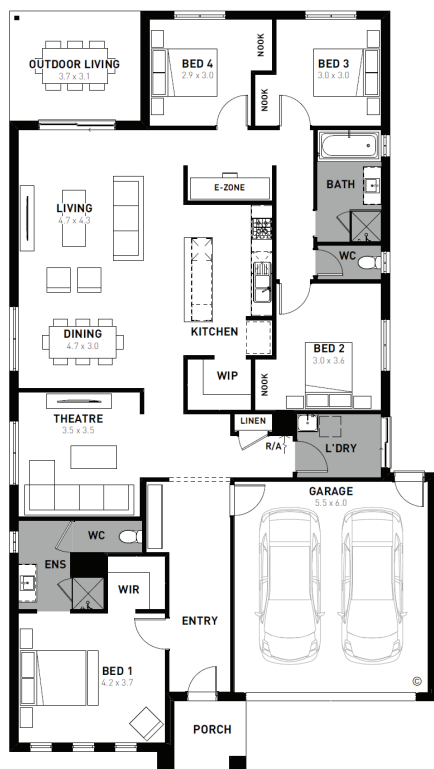 OUTDOOR LIVING
3.7 x 3.1
BED 4
2.9 x 3.0
NOOK
NOOK
BED 3
3.0 x 3.0
BATH
E-ZONE
LIVING
4.7 x 4.3
WC
KITCHEN
DINING
4.7 x 3.0
BED 2
3.0 x 3.6
WIP
NOOK
THEATRE
3.5 x 3.5
LINEN
R/A
L'DRY
GARAGE
5.5 x 6.0
WC
ENS
WIR
ENTRY
BED 1
4.2 x 3.7
©
PORCH